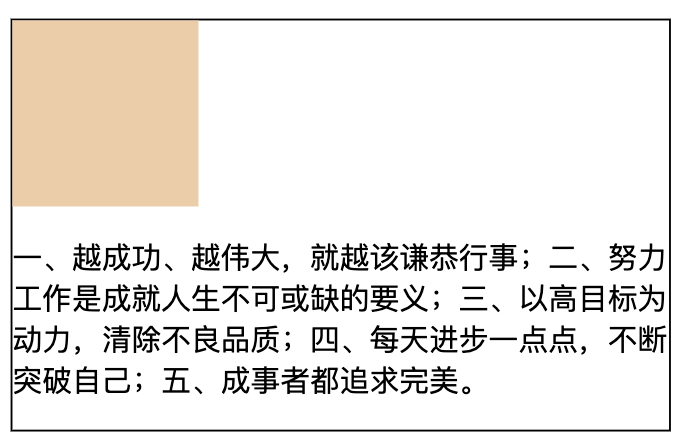 一、越成功、越伟大，就越该谦恭行事；二、努力
工作是成就人生不可或缺的要义；三、以高目标为
动力，清除不良品质；四、每天进步一点点，不断
突破自己；五、成事者都追求完美。